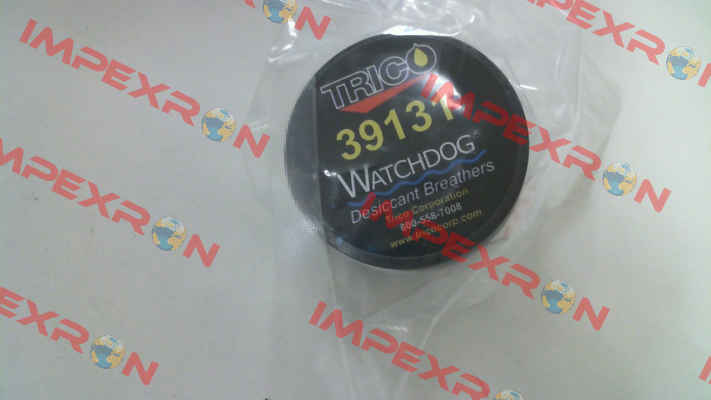 TRICO
39131
WATCHDOG®
Desiccant Breathers
Trico Corporation
800-558-7008
www.tricocorp.com
IMPEXRON
IMPEXRON
IMPEXRON
IMPEXRON
IMPEXRON
IMPEXRON
IMPEXRON
IMPEXRON